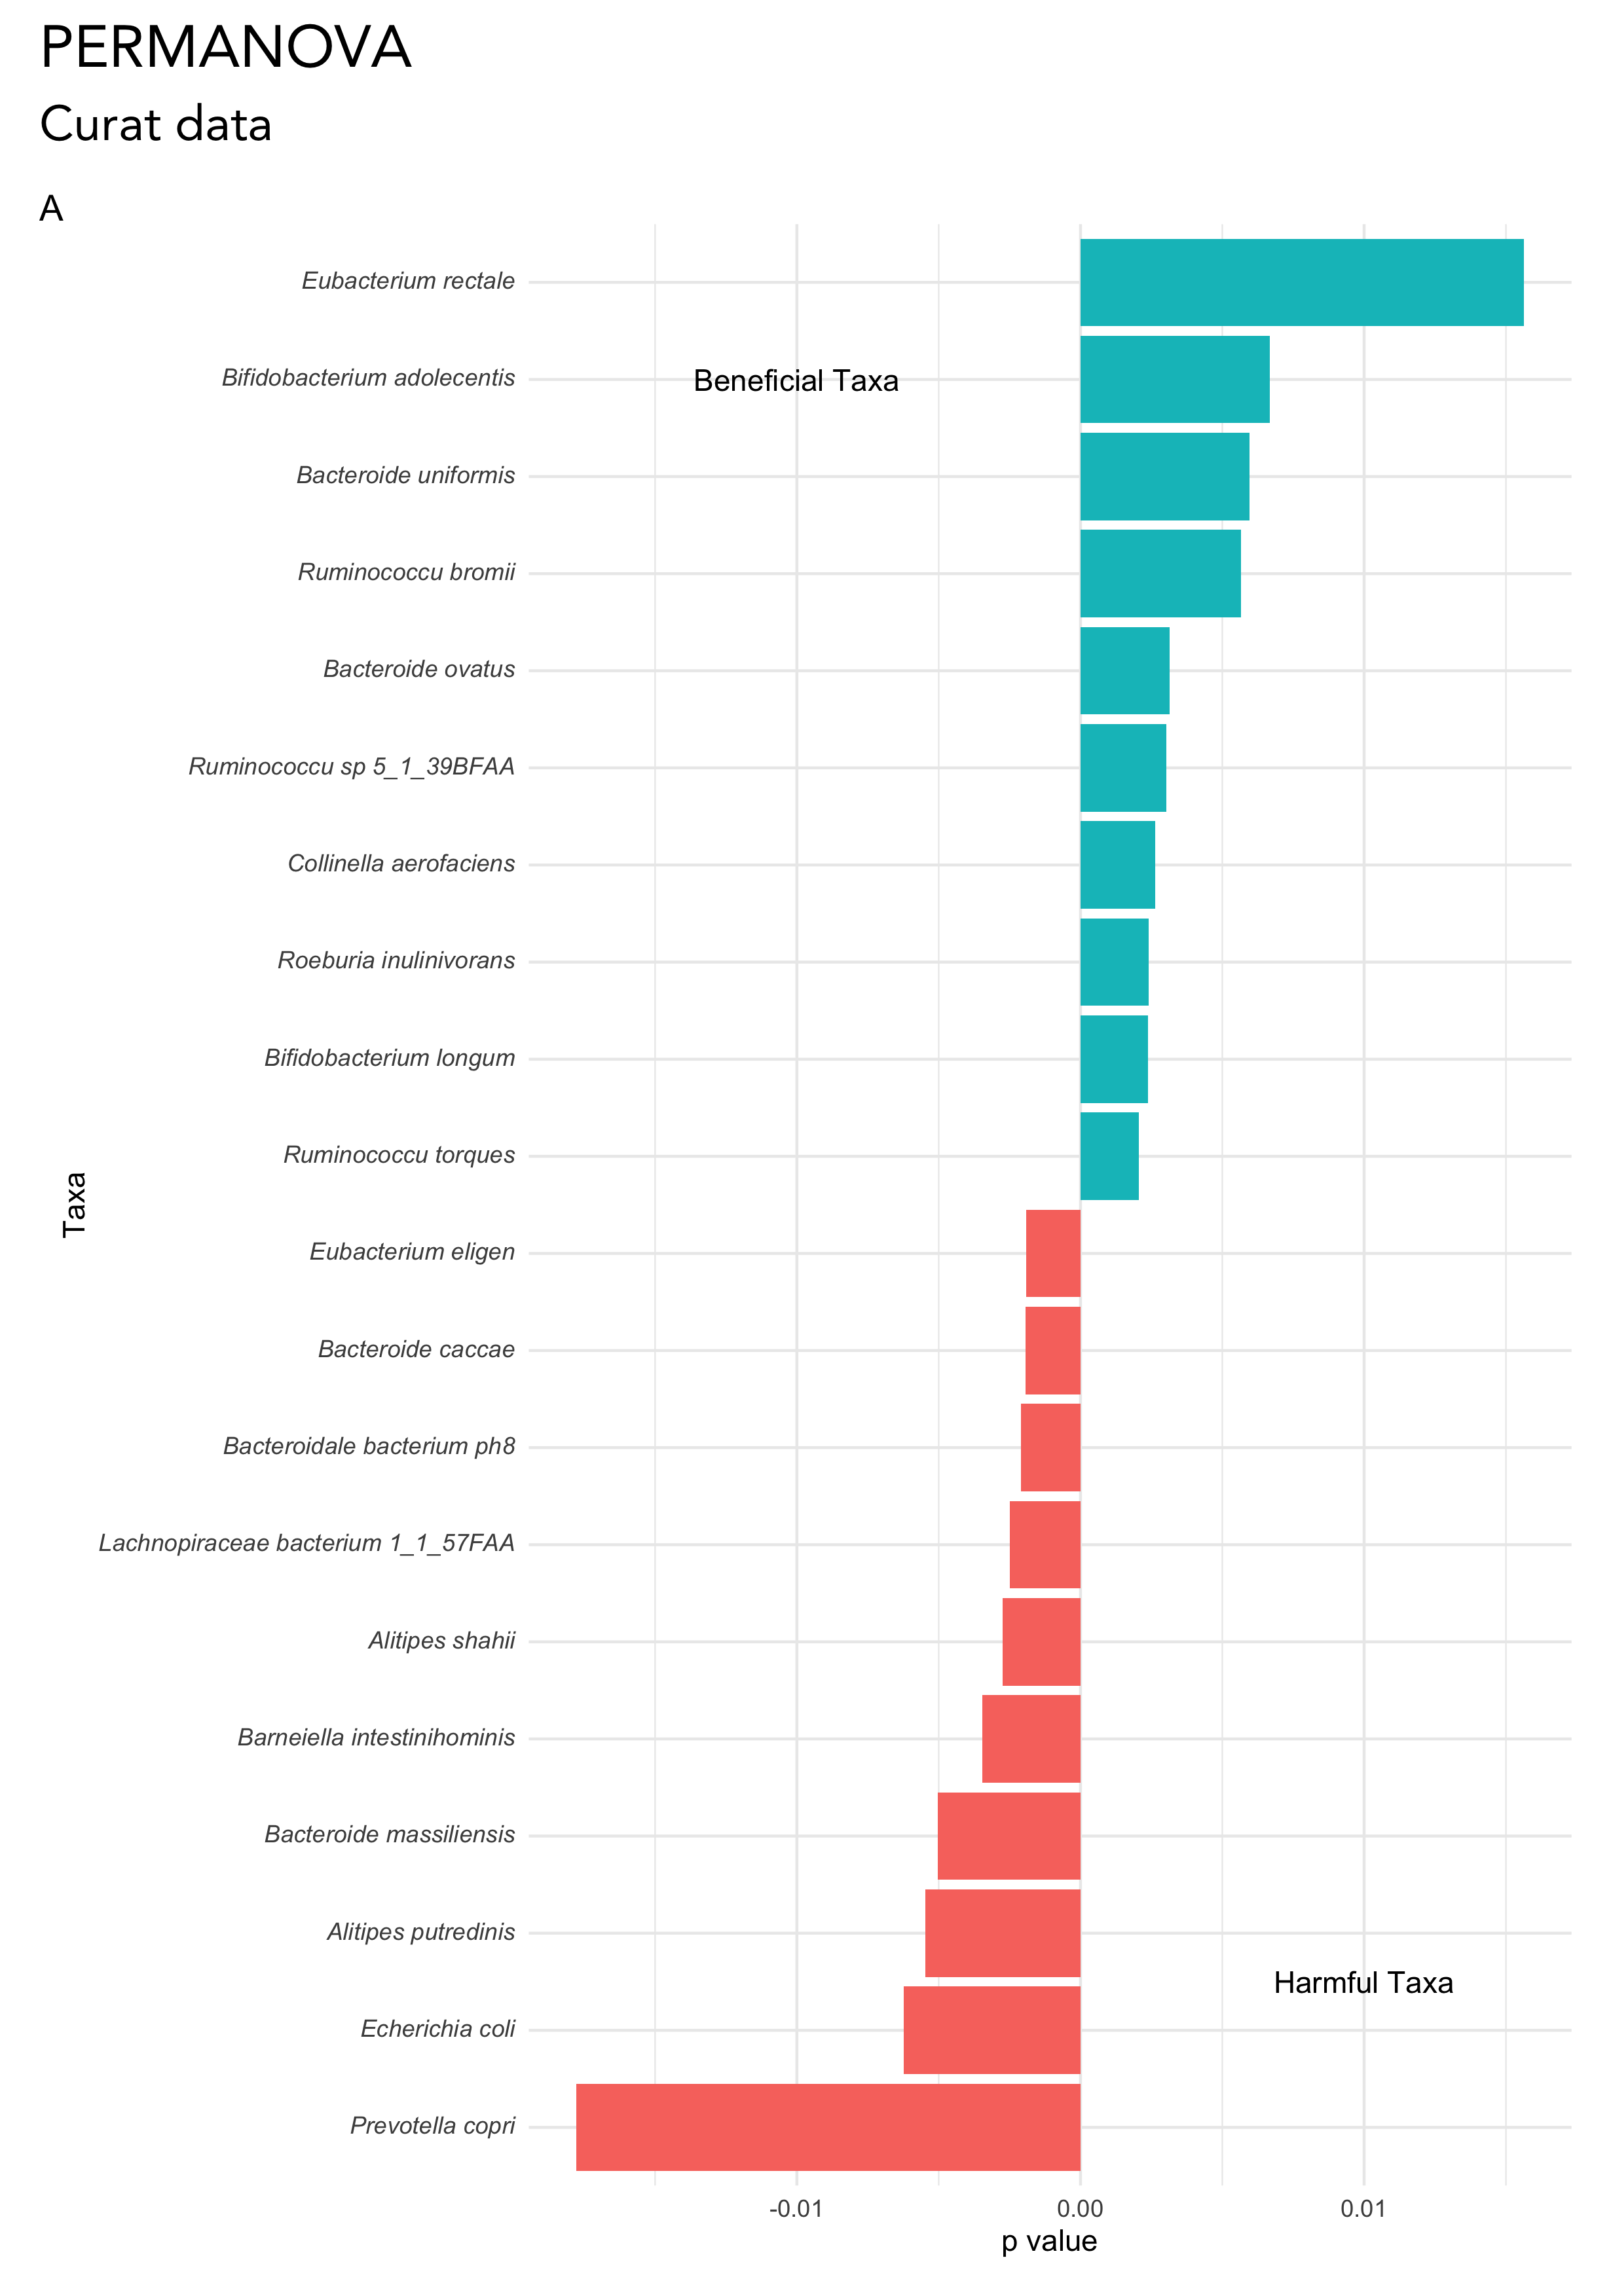 PERMANOVA
Curat data
A
Eubacterium rectale
Bifidobacterium adolecentis
Beneficial Taxa
Bacteroide uniformis
Ruminococcu bromii
Bacteroide ovatus
Ruminococcu sp 5_1_39BFAA
Collinella aerofaciens
Roeburia inulinivorans
Bifidobacterium longum
Ruminococcu torques
Taxa
Eubacterium eligen
Bacteroide caccae
Bacteroidale bacterium ph8
Lachnopiraceae bacterium 1_1_57FAA
Alitipes shahii
Barneiella intestinihominis
Bacteroide massiliensis
Alitipes putredinis
Harmful Taxa
Echerichia coli
Prevotella copri
-0.01 0.00 0.01
p value